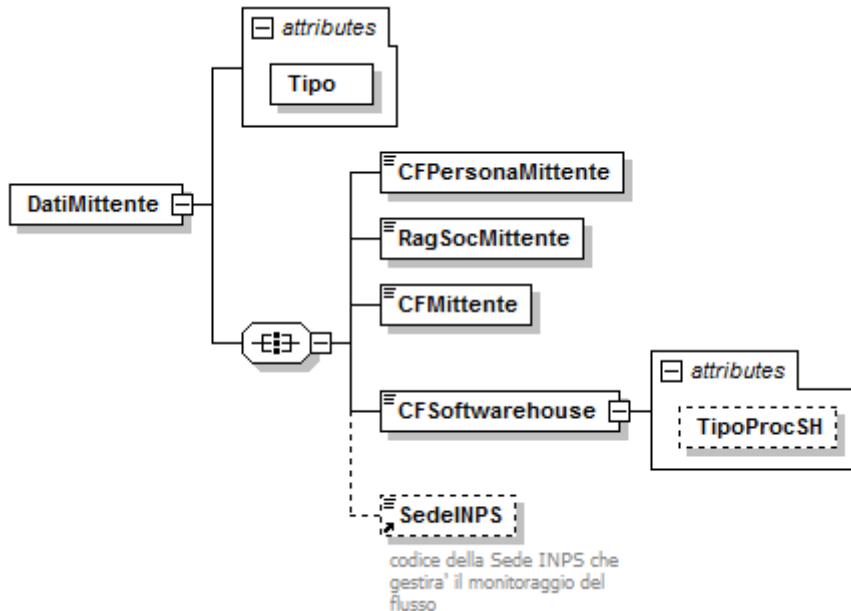 attributes
Tipo
DatiMittente
CFPersonaMittente
RagSocMittente
CFMittente
CFSoftwarehouse
attributes
TipoProcSH
SedeINPS
codice della Sede INPS che
gestira' il monitoraggio del
flusso